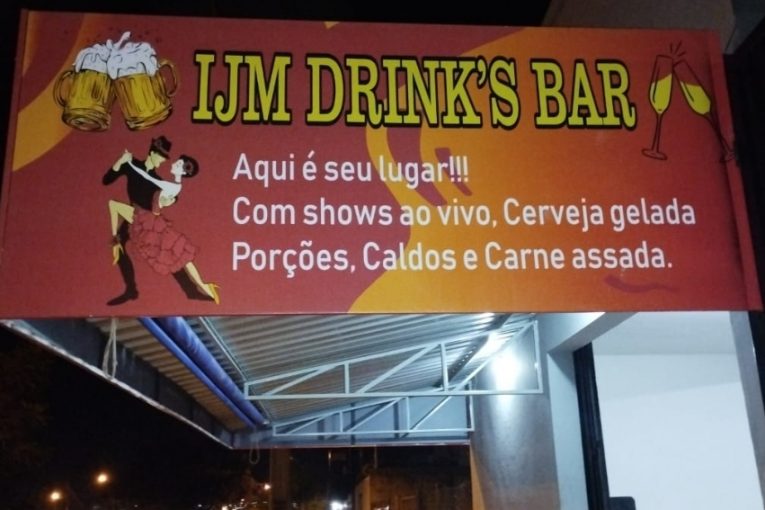 IJM DRINK'S BAR
Aqui é seu lugar!!!
Com shows ao vivo, Cerveja gelada
Porções, Caldos e Carne assada.